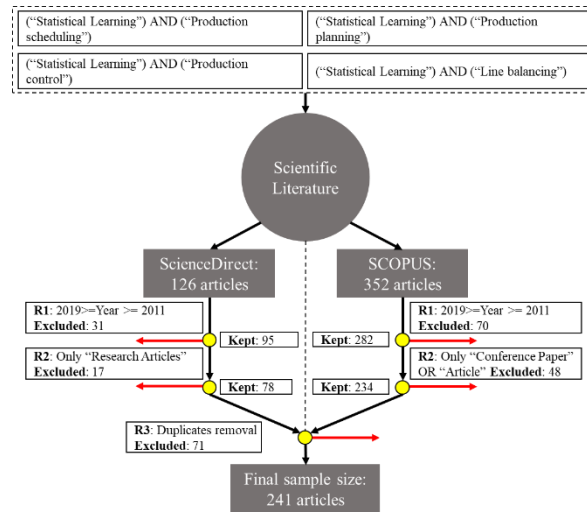 (“Statistical Learning”) AND (“Production
scheduling”)
(“Statistical Learning”) AND (“Production
planning”)
(“Statistical Learning”) AND (“Production
control”)
(“Statistical Learning”) AND (“Line balancing”)
Scientific
Literature
ScienceDirect:
126 articles
SCOPUS:
352 articles
R1: 2019>=Year >= 2011
Excluded: 31
Kept: 95
Kept: 282
R1: 2019>=Year >= 2011
Excluded: 70
R2: Only “Research Articles”
Excluded: 17
Kept: 78
Kept: 234
R2: Only “Conference Paper”
OR “Article” Excluded: 48
R3: Duplicates removal
Excluded: 71
Final sample size:
241 articles